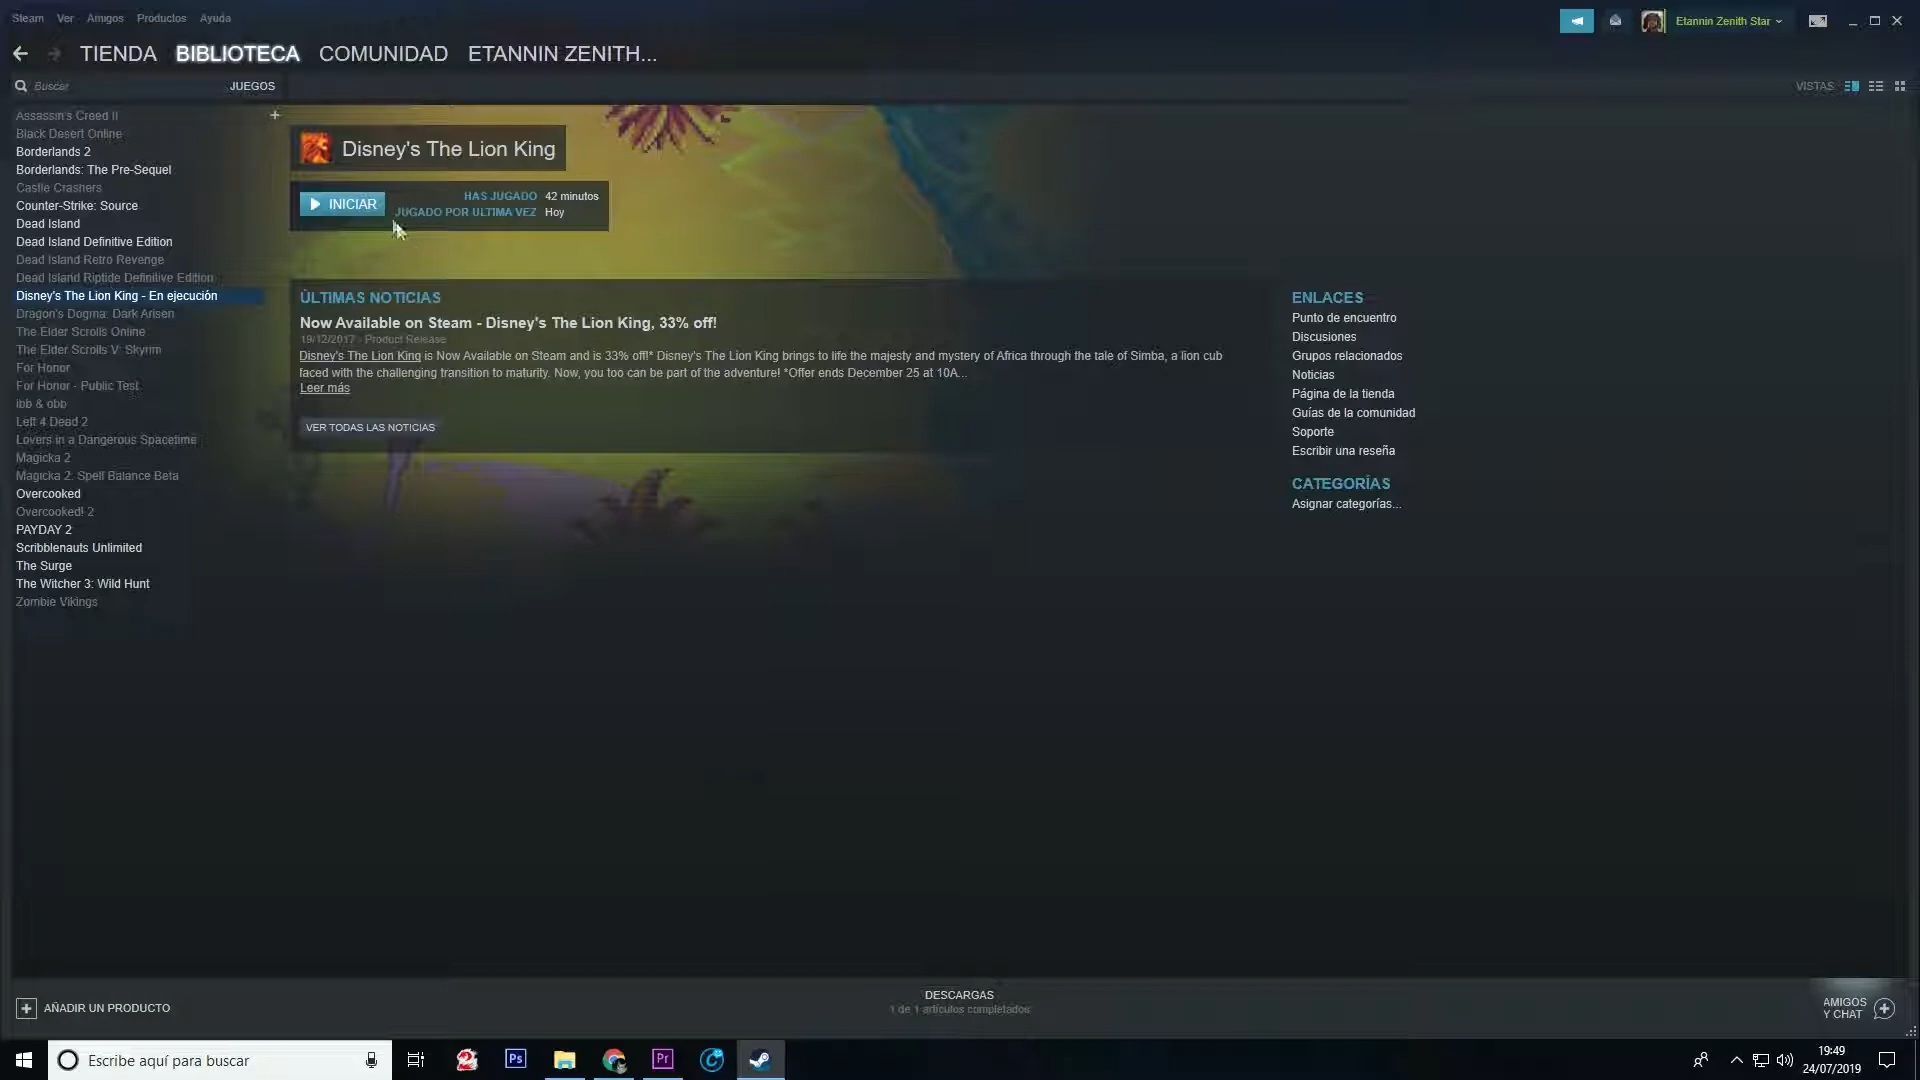 Steam Ver Amigos Productos Ayuda
Etannin Zenith Star
TIENDA BIBLIOTECA COMUNIDAD ETANNIN ZENITH...
Buscar JUEGOS VISTAS
Assassin's Creed II
Black Desert Online
Borderlands 2
Borderlands: The Pre-Sequel
Castle Crashers
Counter-Strike: Source
Dead Island
Dead Island Definitive Edition
Dead Island Retro Revenge
Dead Island Riptide Definitive Edition
Disney's The Lion King - En ejecución
Dragon's Dogma: Dark Arisen
The Elder Scrolls Online
The Elder Scrolls V: Skyrim
For Honor
For Honor - Public Test
ibb & obb
Left 4 Dead 2
Lovers in a Dangerous Spacetime
Magicka 2
Magicka 2: Spell Balance Beta
Overcooked
Overcooked! 2
PAYDAY 2
Scribblenauts Unlimited
The Surge
The Witcher 3: Wild Hunt
Zombie Vikings
Disney's The Lion King
INICIAR
HAS JUGADO 42 minutos
JUGADO POR ÚLTIMA VEZ Hoy
ÚLTIMAS NOTICIAS
Now Available on Steam - Disney's The Lion King, 33% off!
19/12/2017 - Product Release
Disney's The Lion King is Now Available on Steam and is 33% off!* Disney's The Lion King brings to life the majesty and mystery of Africa through the tale of Simba, a lion cub
faced with the challenging transition to maturity. Now, you too can be part of the adventure! *Offer ends December 25 at 10A...
Leer más
VER TODAS LAS NOTICIAS
ENLACES
Punto de encuentro
Discusiones
Grupos relacionados
Noticias
Página de la tienda
Guías de la comunidad
Soporte
Escribir una reseña
CATEGORÍAS
Asignar categorías...
AÑADIR UN PRODUCTO
DESCARGAS
1 de 1 artículos completados
AMIGOS
Y CHAT
Escribe aquí para buscar
Ps
Pr
19:49
24/07/2019